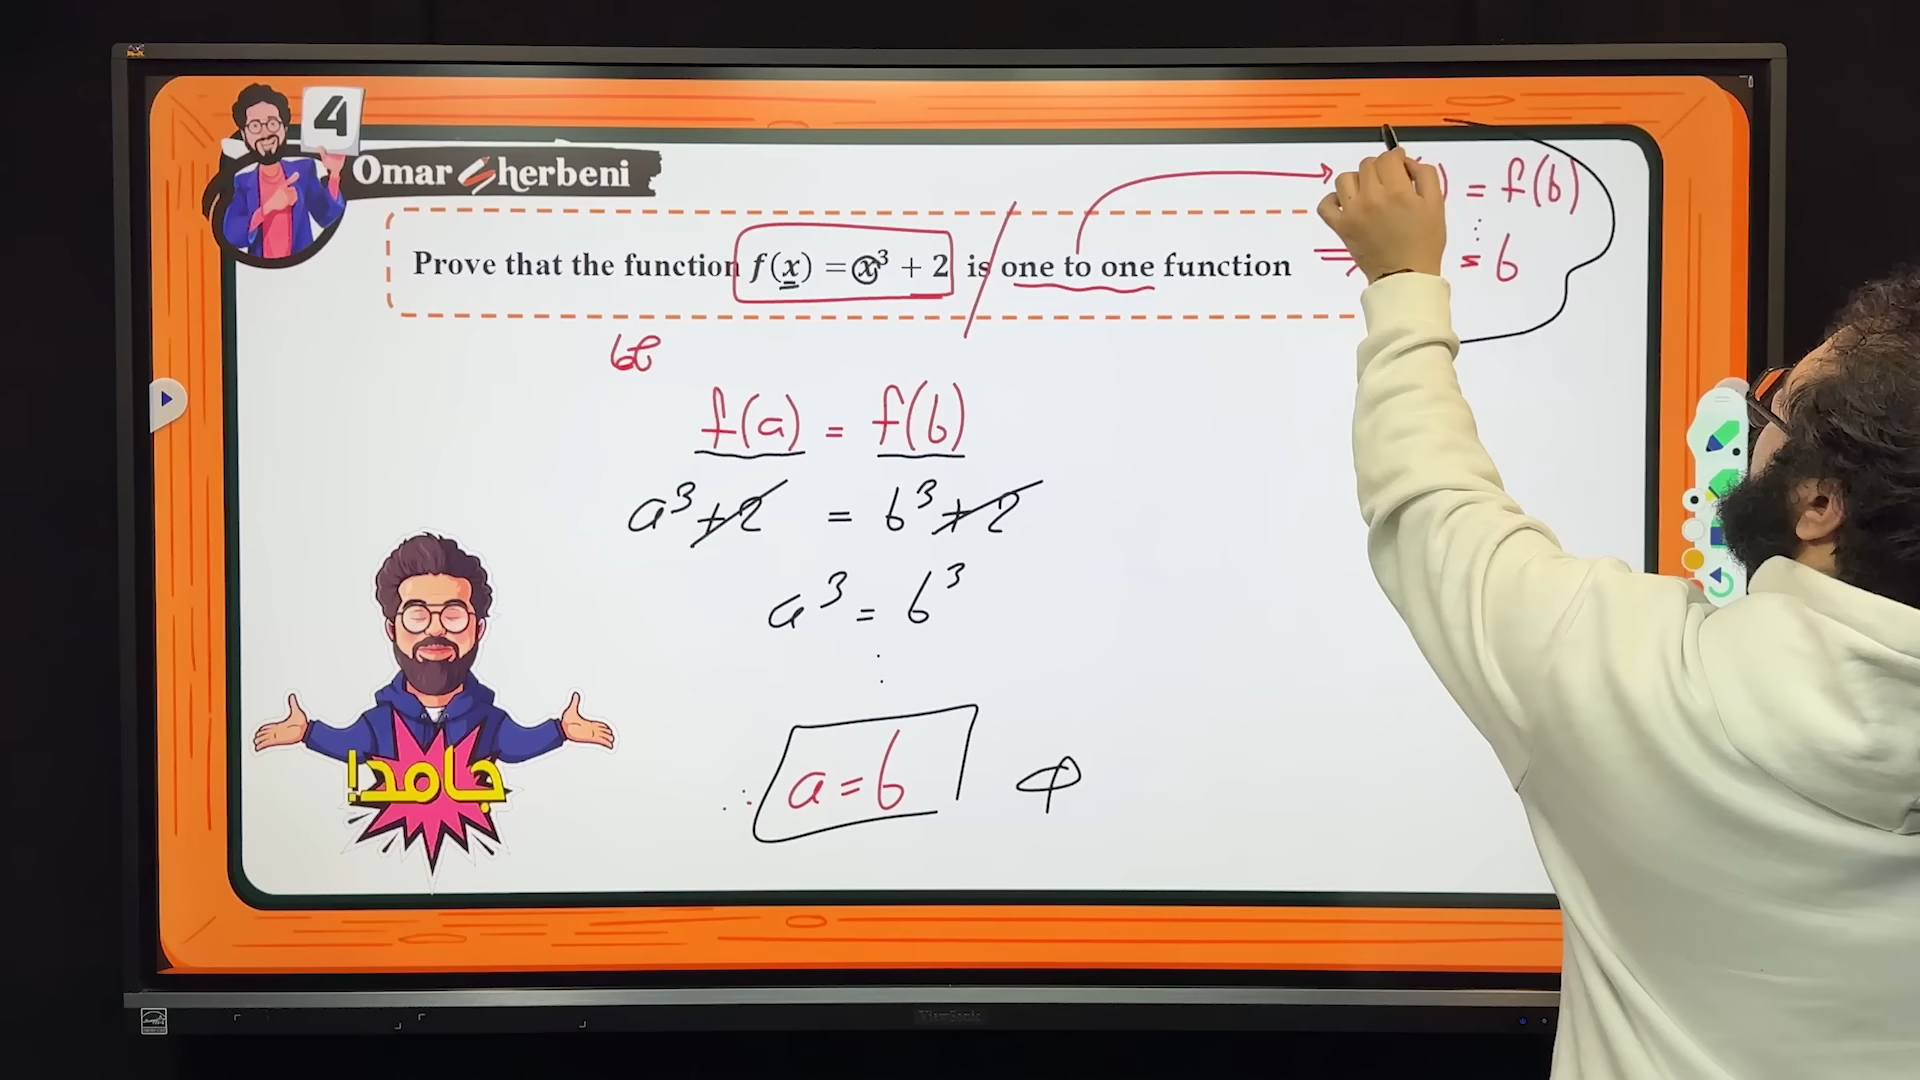 4
Omar Sherbeni
= f(b)
Prove that the function f(x) = x³ + 2 is one to one function
= b
f(a) = f(b)
a³ + 2 = b³ + 2
a³ = b³
∴ a = b
جامد!
ViewSonic